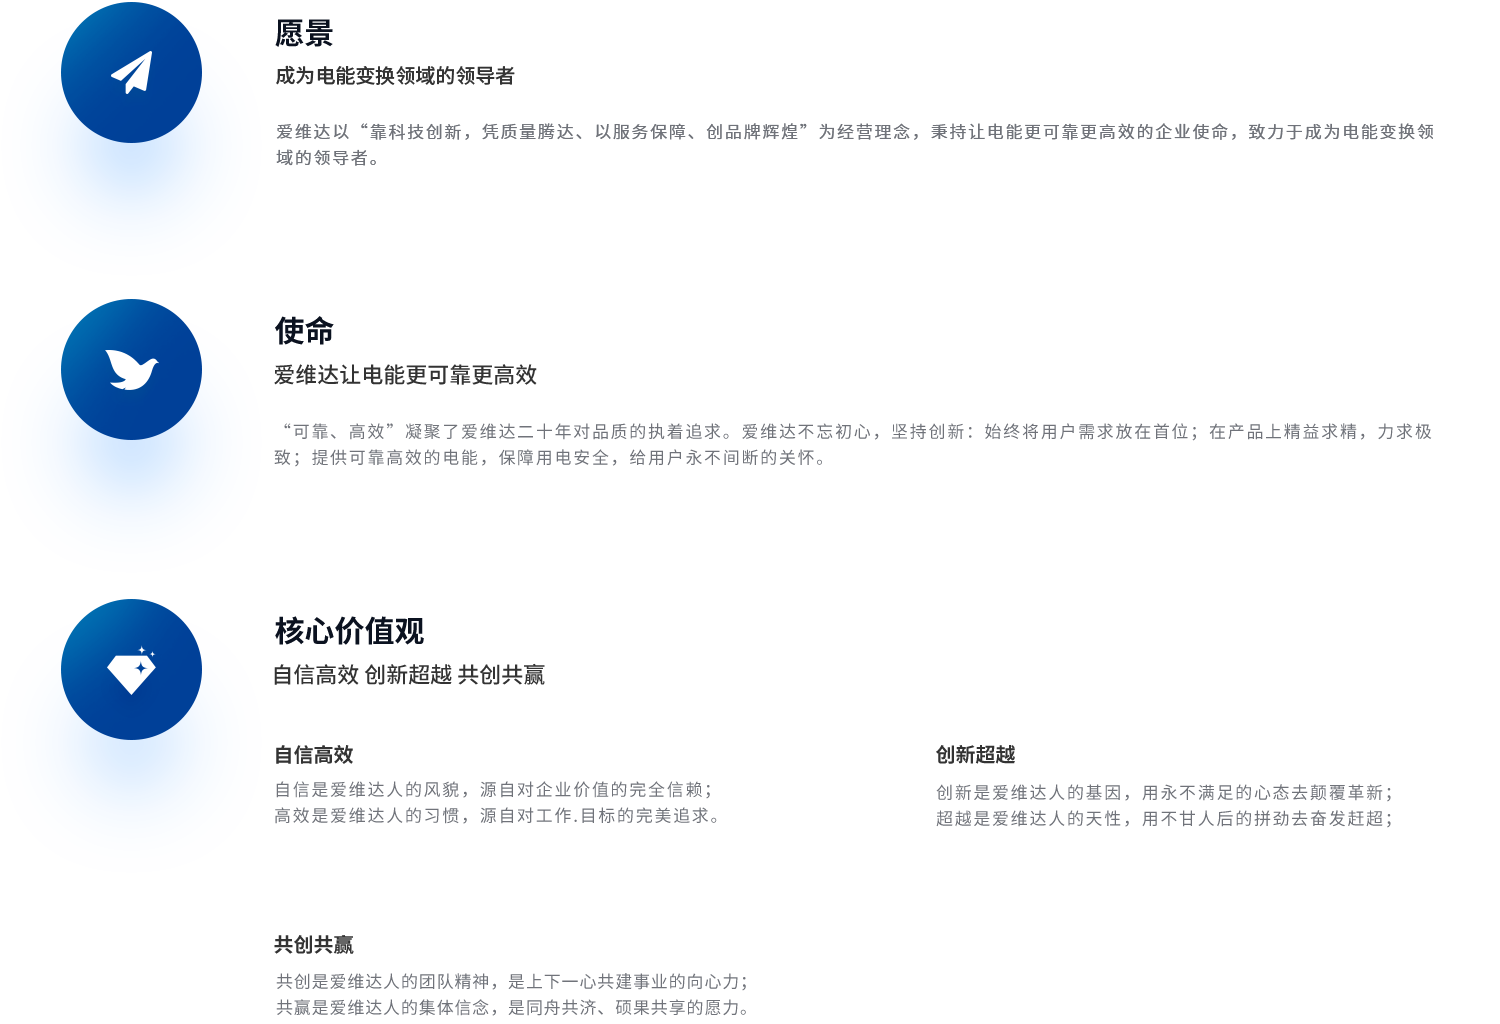 愿景
成为电能变换领域的领导者
爱维达以“靠科技创新，凭质量腾达、以服务保障、创品牌辉煌”为经营理念，秉持让电能更可靠更高效的企业使命，致力于成为电能变换领
域的领导者。
使命
爱维达让电能更可靠更高效
“可靠、高效”凝聚了爱维达二十年对品质的执着追求。爱维达不忘初心，坚持创新：始终将用户需求放在首位；在产品上精益求精，力求极
致；提供可靠高效的电能，保障用电安全，给用户永不间断的关怀。
核心价值观
自信高效 创新超越 共创共赢
自信高效
自信是爱维达人的风貌，源自对企业价值的完全信赖；
高效是爱维达人的习惯，源自对工作.目标的完美追求。
创新超越
创新是爱维达人的基因，用永不满足的心态去颠覆革新；
超越是爱维达人的天性，用不甘人后的拼劲去奋发赶超；
共创共赢
共创是爱维达人的团队精神，是上下一心共建事业的向心力；
共赢是爱维达人的集体信念，是同舟共济、硕果共享的愿力。